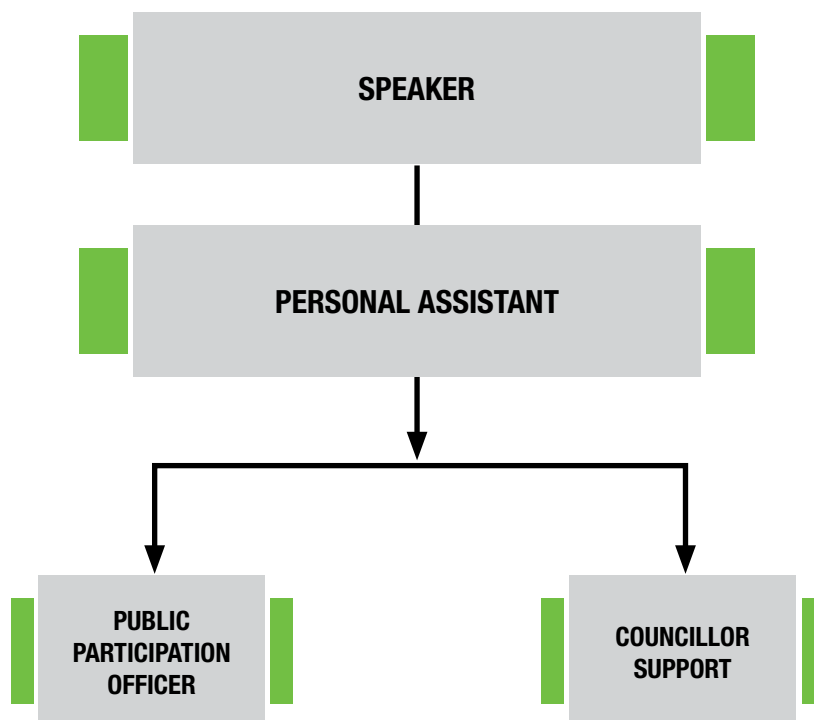 SPEAKER
PERSONAL ASSISTANT
PUBLIC
PARTICIPATION
OFFICER
COUNCILLOR
SUPPORT